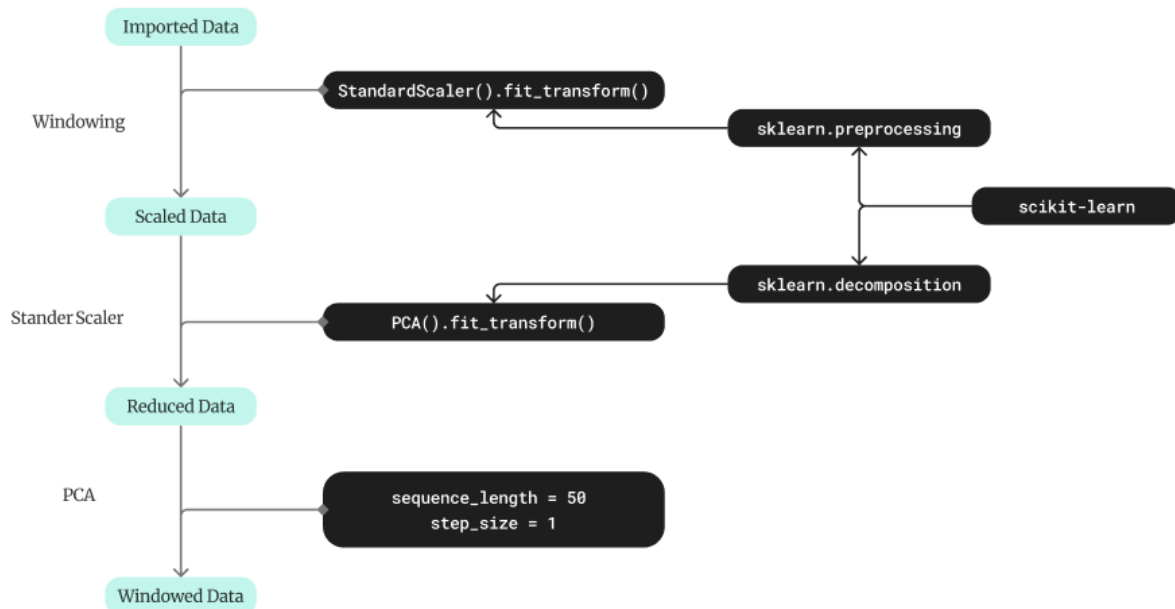 Imported Data
StandardScaler().fit_transform()
Windowing
sklearn.preprocessing
Scaled Data
scikit-learn
sklearn.decomposition
Stander Scaler
PCA().fit_transform()
Reduced Data
PCA
sequence_length = 50
step_size = 1
Windowed Data